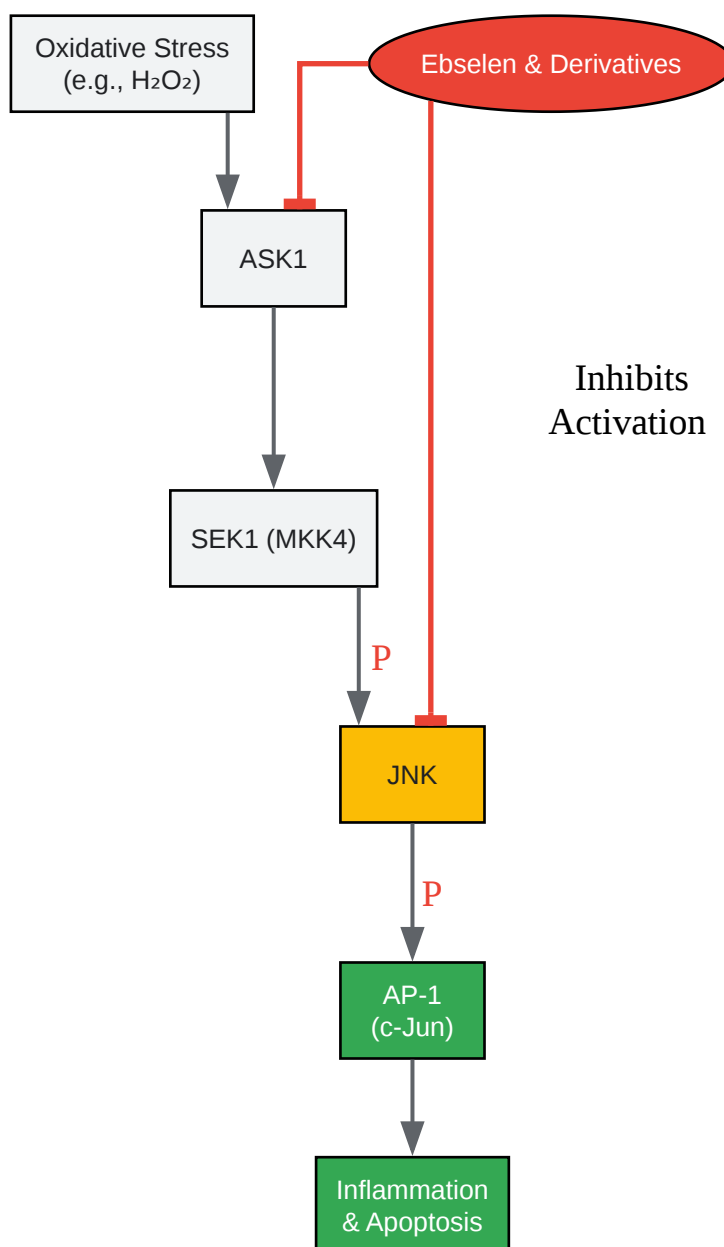 Oxidative Stress
(e.g., H₂O₂)
Ebselen & Derivatives
ASK1
Inhibits
Activation
SEK1 (MKK4)
P
JNK
P
AP-1
(c-Jun)
Inflammation
& Apoptosis